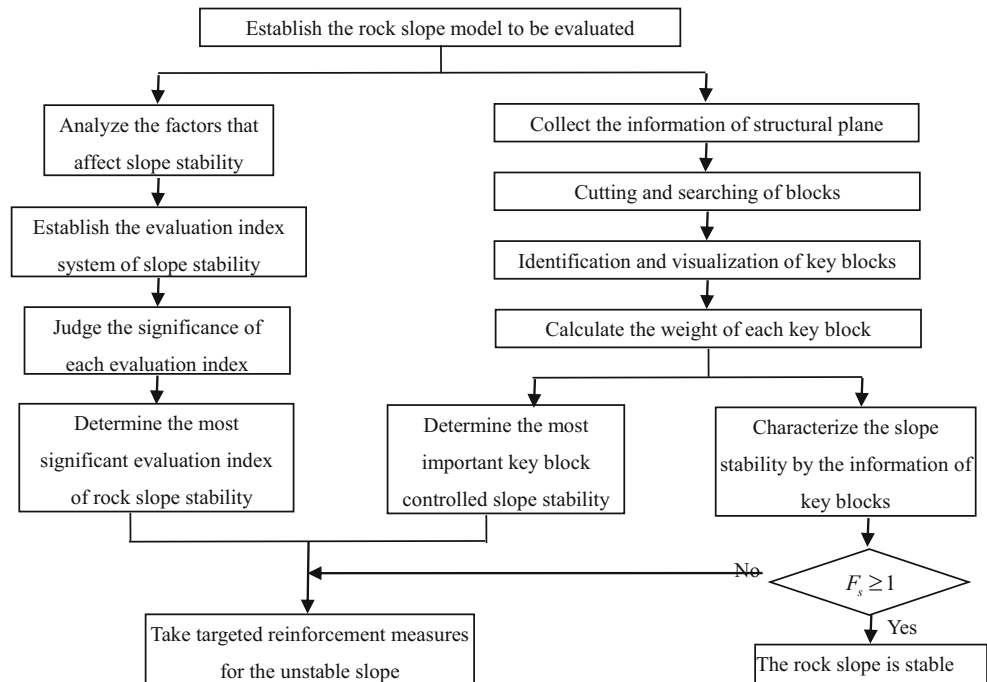 Establish the rock slope model to be evaluated
Analyze the factors that
affect slope stability
Establish the evaluation index
system of slope stability
Judge the significance of
each evaluation index
Determine the most
significant evaluation index
of rock slope stability
Collect the information of structural plane
Cutting and searching of blocks
Identification and visualization of key blocks
Calculate the weight of each key block
Determine the most
important key block
controlled slope stability
Characterize the slope
stability by the information of
key blocks
No
F_s ≥ 1
Yes
Take targeted reinforcement measures
for the unstable slope
The rock slope is stable